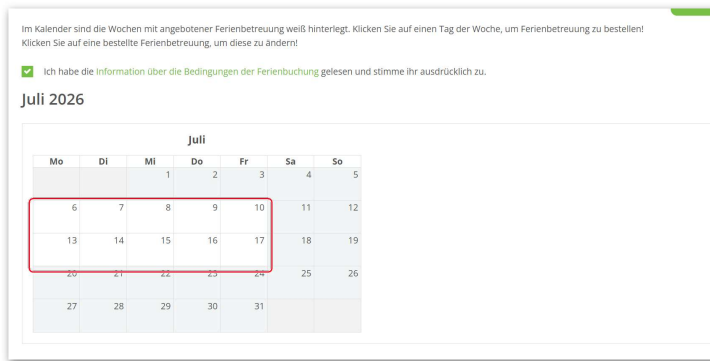 Im Kalender sind die Wochen mit angebotener Ferienbetreuung weiß hinterlegt. Klicken Sie auf einen Tag der Woche, um Ferienbetreuung zu bestellen!
Klicken Sie auf eine bestellte Ferienbetreuung, um diese zu ändern!
Ich habe die Information über die Bedingungen der Ferienbuchung gelesen und stimme ihr ausdrücklich zu.
Juli 2026
Juli
Mo Di Mi Do Fr Sa So
1 2 3 4 5
6 7 8 9 10 11 12
13 14 15 16 17 18 19
20 21 22 23 24 25 26
27 28 29 30 31